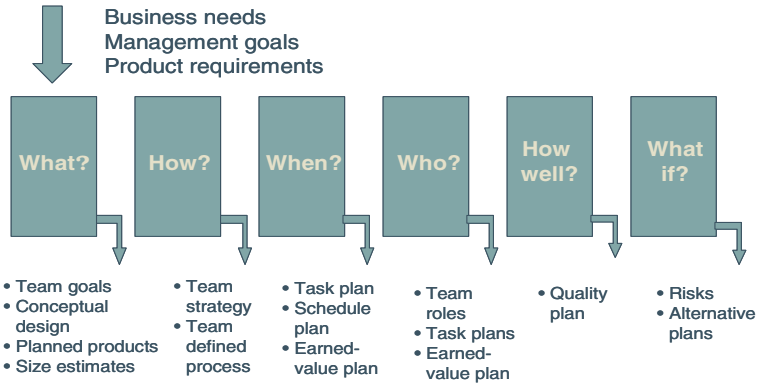 Business needs
Management goals
Product requirements
What?
How?
When?
Who?
How
well?
What
if?
• Team goals
• Conceptual
design
• Planned products
• Size estimates
• Team
strategy
• Team
defined
process
• Task plan
• Schedule
plan
• Earned-
value plan
• Team
roles
• Task plans
• Earned-
value plan
• Quality
plan
• Risks
• Alternative
plans